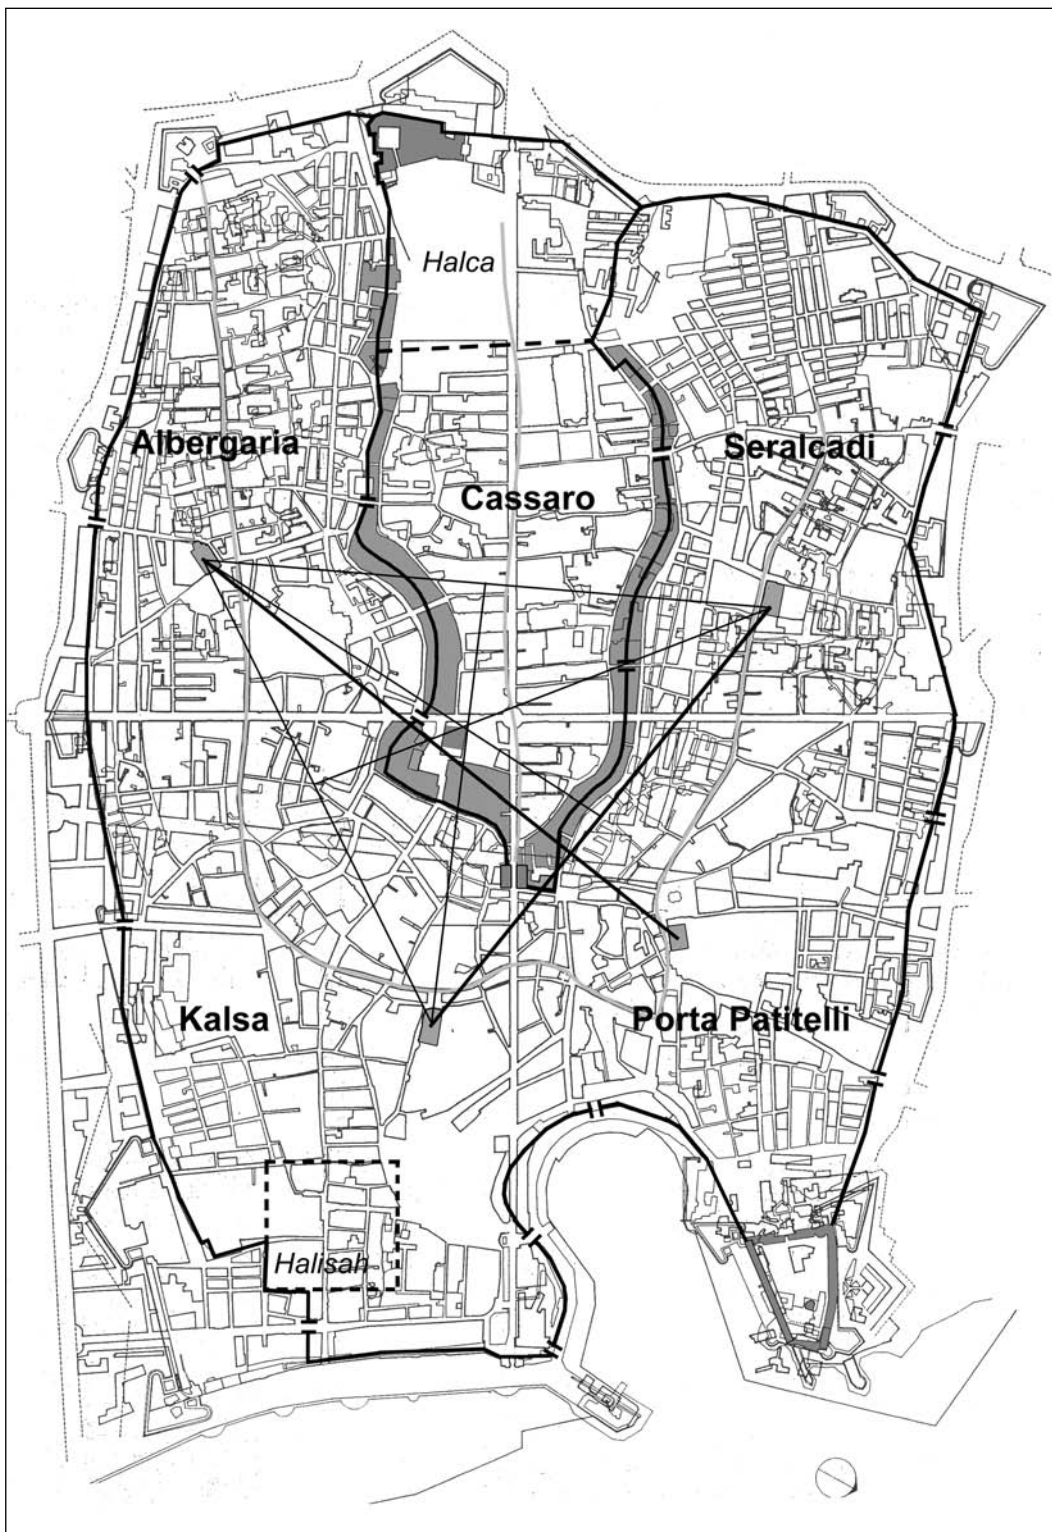 Halca
Albergaria
Seralcadi
Cassaro
Kalsa
Porta Patitelli
Halisah